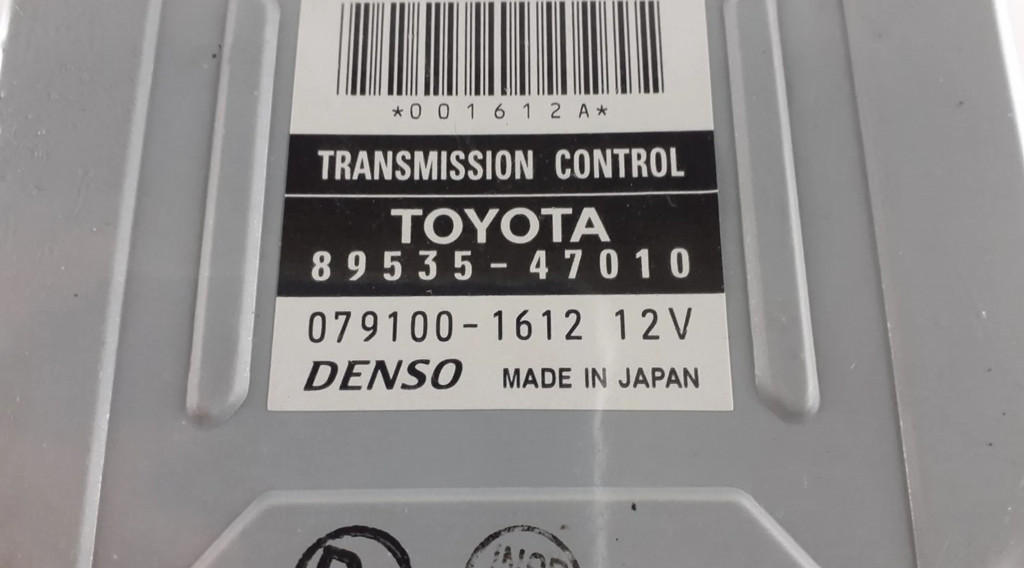 *001612A*
TRANSMISSION CONTROL
TOYOTA
89535-47010
079100-1612 12V
DENSO MADE IN JAPAN